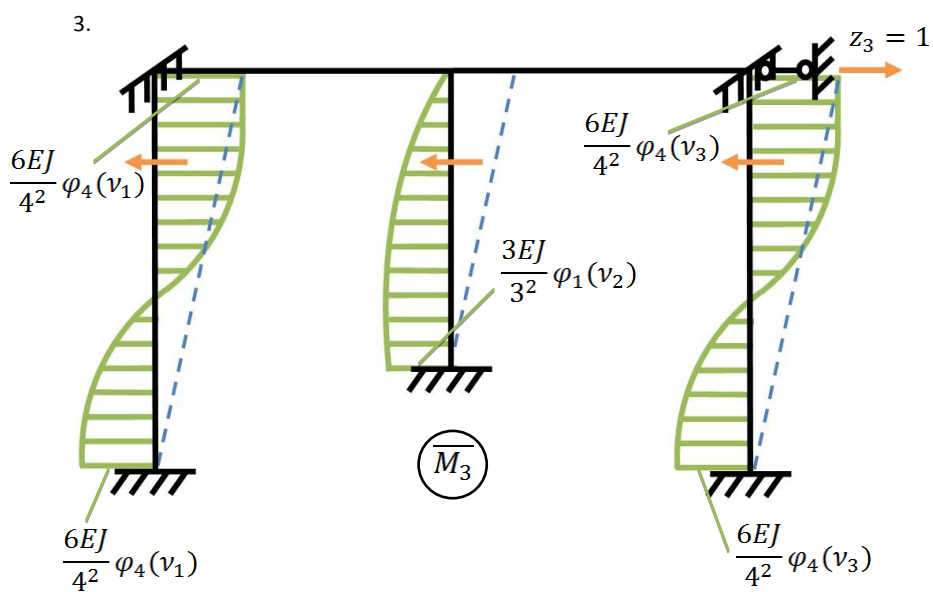 3.
z₃ = 1
6EJ/4² φ₄(ν₁)
6EJ/4² φ₄(ν₃)
3EJ/3² φ₁(ν₂)
M̅₃
6EJ/4² φ₄(ν₁)
6EJ/4² φ₄(ν₃)